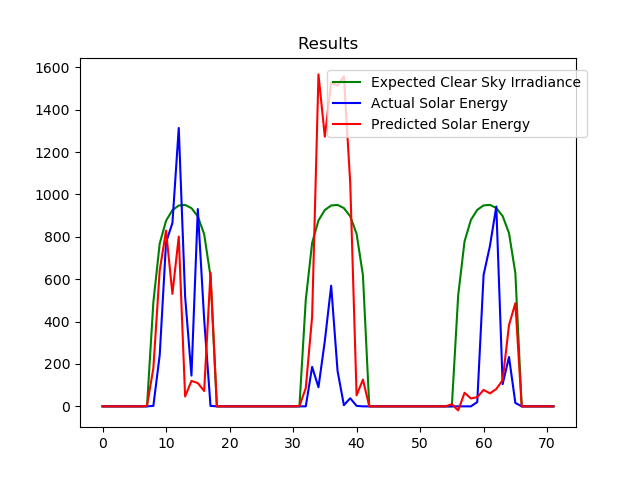 Results
Expected Clear Sky Irradiance
Actual Solar Energy
Predicted Solar Energy
1600
1400
1200
1000
800
600
400
200
0
0 10 20 30 40 50 60 70